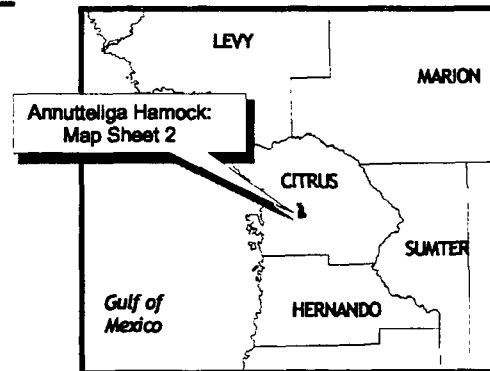 LEVY
MARION
Annutteliga Hamock:
Map Sheet 2
CITRUS
SUMTER
Gulf of
Mexico
HERNANDO